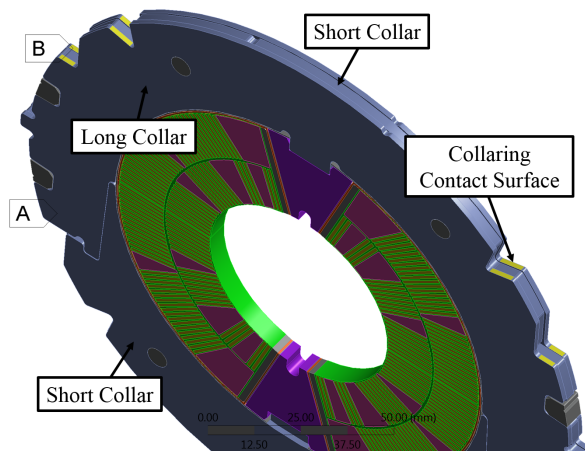 Short Collar
B
Long Collar
Collaring
Contact Surface
A
Short Collar
0.00 25.00 50.00 (mm)
12.50 37.50